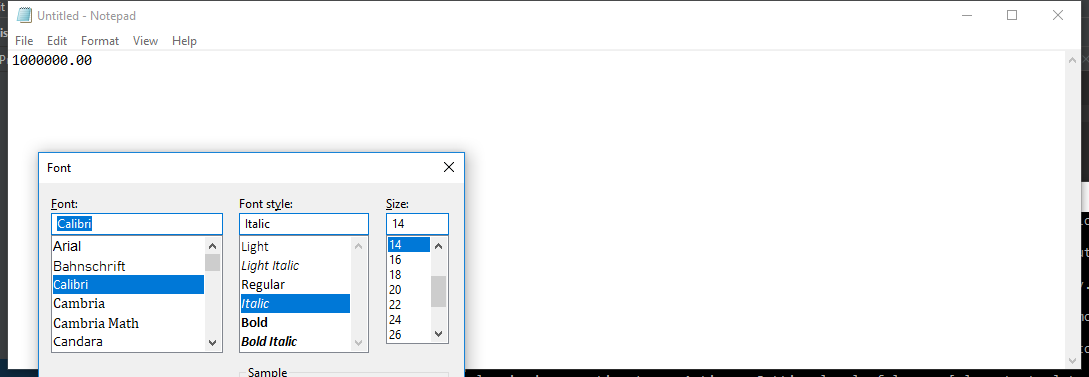 Untitled - Notepad
File Edit Format View Help
1000000.00
Font
Font: Font style: Size:
Calibri Italic 14
Arial Light 14
Bahnschrift Light Italic 16
Calibri Regular 18
Cambria Italic 20
Cambria Math Bold 22
Candara Bold Italic 24
26
Sample